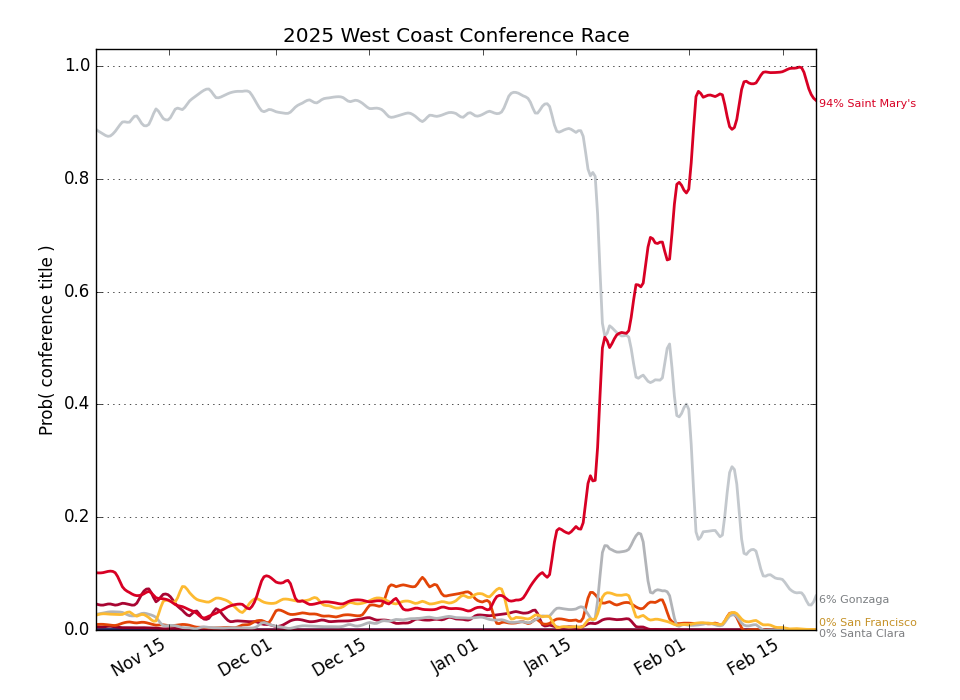 2025 West Coast Conference Race
Prob( conference title )
1.0
0.8
0.6
0.4
0.2
0.0
94% Saint Mary's
6% Gonzaga
0% San Francisco
0% Santa Clara
Nov 15
Dec 01
Dec 15
Jan 01
Jan 15
Feb 01
Feb 15